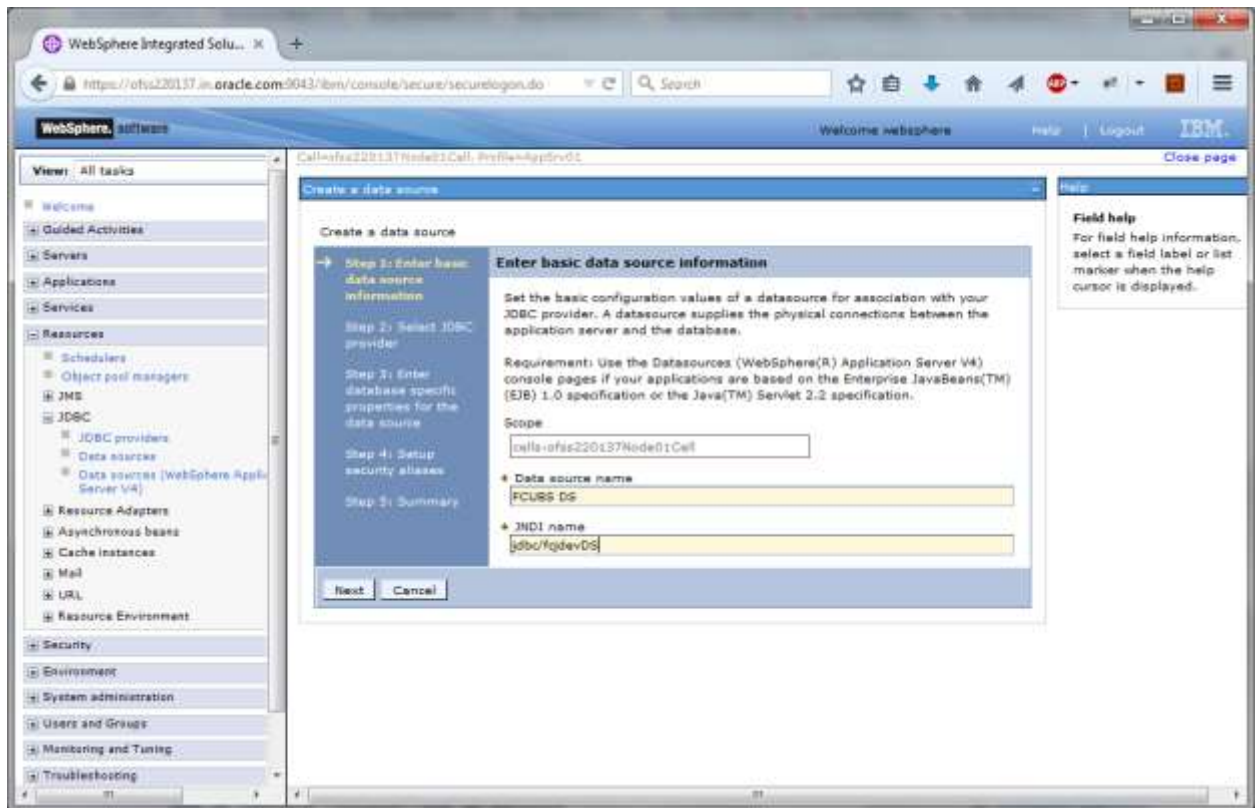 WebSphere Integrated Solu...
https://ofss220137.in.oracle.com:9043/ibm/console/secure/securelogon.do
Search
ABP
WebSphere. software
Welcome websphere
Help | Logout
IBM.
View: All tasks
Welcome
Guided Activities
Servers
Applications
Services
Resources
Schedulers
Object pool managers
JMS
JDBC
JDBC providers
Data sources
Data sources (WebSphere Appli
Server V4)
Resource Adapters
Asynchronous beans
Cache instances
Mail
URL
Resource Environment
Security
Environment
System administration
Users and Groups
Monitoring and Tuning
Troubleshooting
Cell=ofss220137Node01Cell, Profile=AppSrv01
Close page
Create a data source
Create a data source
Step 1: Enter basic
data source
information
Step 2: Select JDBC
provider
Step 3: Enter
database specific
properties for the
data source
Step 4: Setup
security aliases
Step 5: Summary
Enter basic data source information
Set the basic configuration values of a datasource for association with your
JDBC provider. A datasource supplies the physical connections between the
application server and the database.
Requirement: Use the Datasources (WebSphere(R) Application Server V4)
console pages if your applications are based on the Enterprise JavaBeans(TM)
(EJB) 1.0 specification or the Java(TM) Servlet 2.2 specification.
Scope
cells:ofss220137Node01Cell
Data source name
FCUBS DS
JNDI name
jdbc/fcjdevDS
Next
Cancel
Help
Field help
For field help information,
select a field label or list
marker when the help
cursor is displayed.